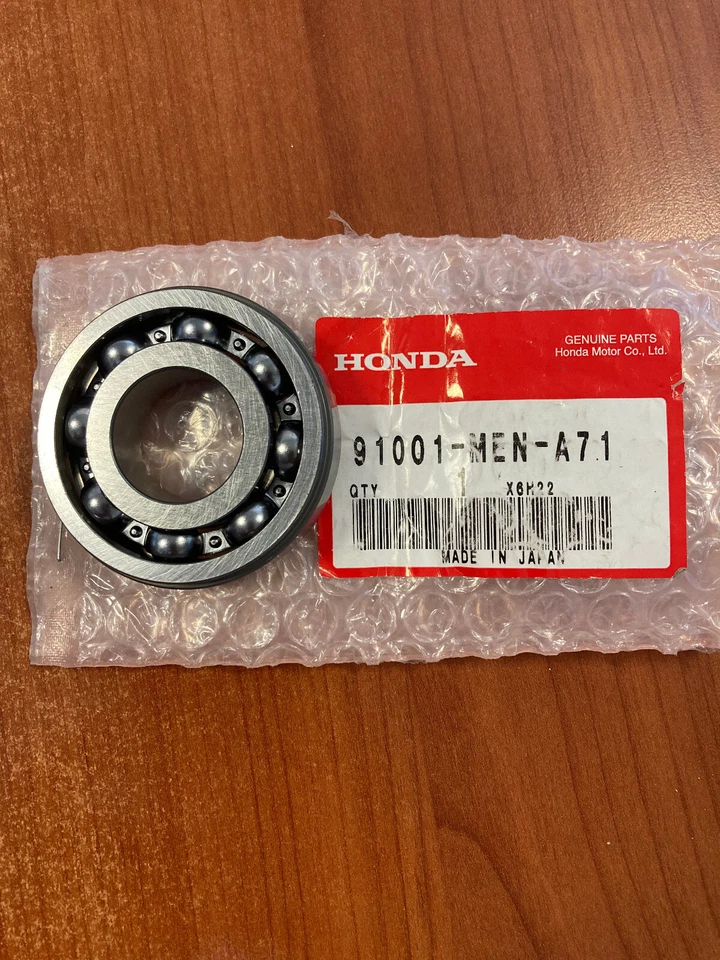 HONDA
GENUINE PARTS
Honda Motor Co., Ltd.
91001-MEN-A71
QTY 1 X6H22
MADE IN JAPAN